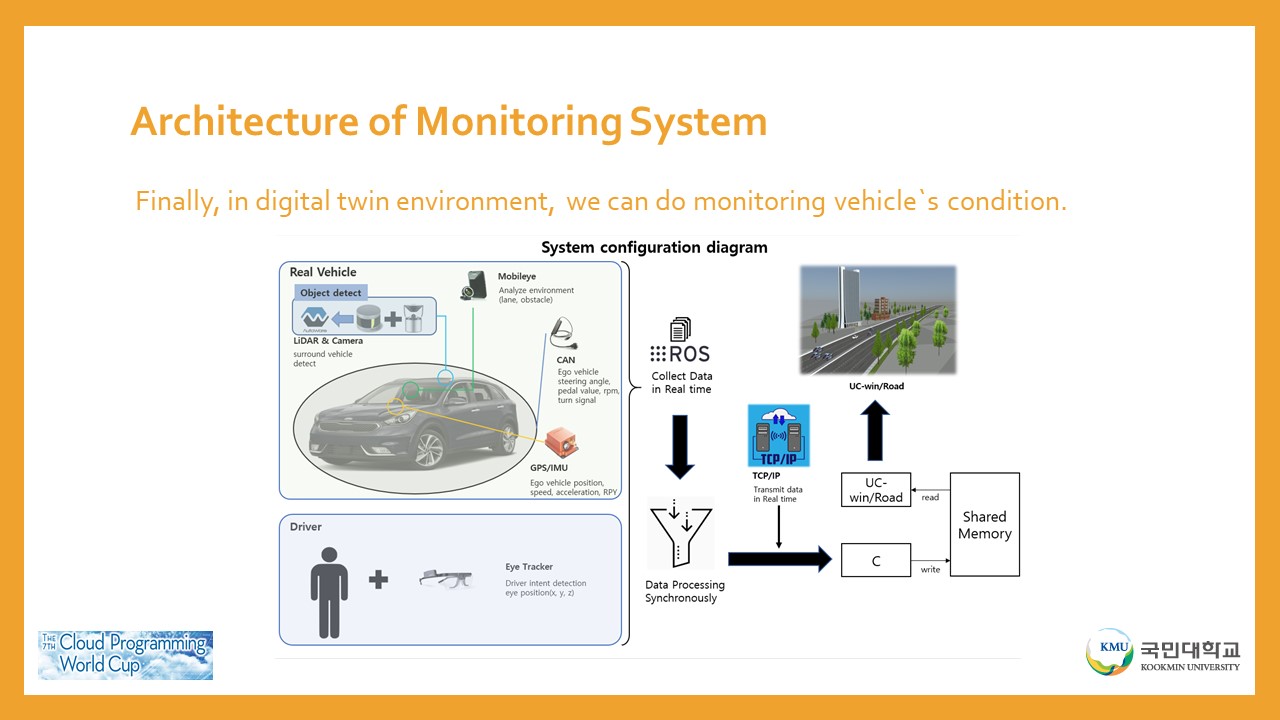 Architecture of Monitoring System
Finally, in digital twin environment, we can do monitoring vehicle`s condition.
System configuration diagram
Real Vehicle
Object detect
Autoware
LiDAR & Camera
surround vehicle
detect
Mobileye
Analyze environment
(lane, obstacle)
CAN
Ego vehicle
steering angle,
pedal value, rpm,
turn signal
GPS/IMU
Ego vehicle position,
speed, acceleration, RPY
Driver
Eye Tracker
Driver intent detection
eye position(x, y, z)
ROS
Collect Data
in Real time
Data Processing
Synchronously
TCP/IP
TCP/IP
Transmit data
in Real time
UC-win/Road
UC-
win/Road
read
Shared
Memory
C
write
THE
7TH
Cloud Programming
World Cup
KMU
국민대학교
KOOKMIN UNIVERSITY